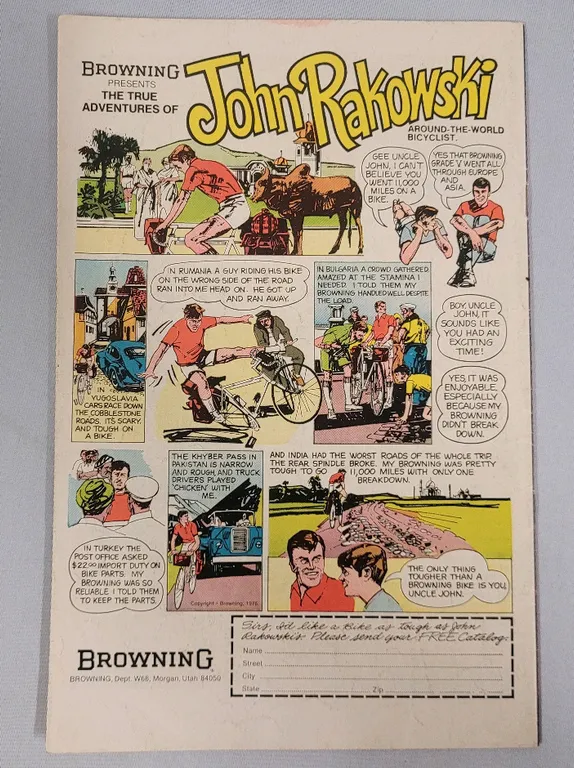 BROWNING
PRESENTS
THE TRUE
ADVENTURES OF
John Rakowski
AROUND-THE-WORLD
BICYCLIST.
GEE UNCLE
JOHN, I CAN'T
BELIEVE YOU
WENT 11,000
MILES ON A
BIKE.
YES THAT BROWNING
GRADE V WENT ALL
THROUGH EUROPE
AND
ASIA.
IN
YUGOSLAVIA
CARS RACE DOWN
THE COBBLESTONE
ROADS. IT'S SCARY,
AND TOUGH ON
A BIKE.
IN RUMANIA A GUY RIDING HIS BIKE
ON THE WRONG SIDE OF THE ROAD
RAN INTO ME HEAD ON. HE GOT UP
AND RAN AWAY.
IN BULGARIA A CROWD GATHERED,
AMAZED AT THE STAMINA I
NEEDED. I TOLD THEM MY
BROWNING HANDLED WELL DESPITE
THE LOAD.
BOY, UNCLE
JOHN, IT
SOUNDS LIKE
YOU HAD AN
EXCITING
TIME!
YES, IT WAS
ENJOYABLE,
ESPECIALLY
BECAUSE MY
BROWNING
DIDN'T BREAK
DOWN.
IN TURKEY THE
POST OFFICE ASKED
$22.00 IMPORT DUTY ON
BIKE PARTS. MY
BROWNING WAS SO
RELIABLE I TOLD THEM
TO KEEP THE PARTS.
THE KHYBER PASS IN
PAKISTAN IS NARROW
AND ROUGH, AND TRUCK
DRIVERS PLAYED
'CHICKEN' WITH
ME.
Copyright • Browning, 1976
AND INDIA HAD THE WORST ROADS OF THE WHOLE TRIP.
THE REAR SPINDLE BROKE. MY BROWNING WAS PRETTY
TOUGH TO GO 11,000 MILES WITH ONLY ONE
BREAKDOWN.
THE ONLY THING
TOUGHER THAN A
BROWNING BIKE IS YOU,
UNCLE JOHN.
BROWNING
BROWNING, Dept. W68, Morgan, Utah 84050
Sirs, I'd like a bike as tough as John
Rakowski's. Please send your FREE Catalog.
Name
Street
City
State Zip